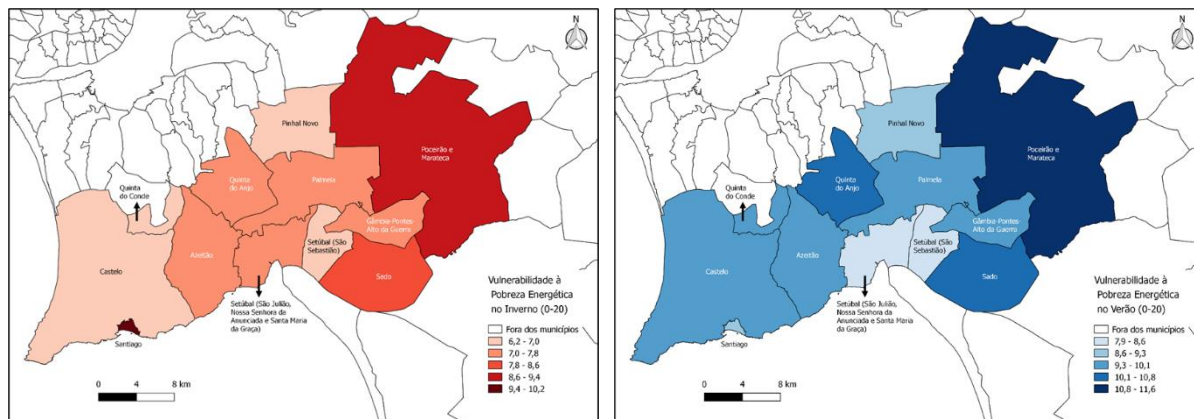 N
Pinhal Novo
Poceirão e
Marateca
Quinta
do Anjo
Palmela
Quinta
do Conde
Gâmbia-Pontes-
Alto da Guerra
Setúbal (São
Sebastião)
Azeitão
Castelo
Sado
Setúbal (São Julião,
Nossa Senhora da
Anunciada e Santa Maria
da Graça)
Santiago
0 4 8 km
Vulnerabilidade à
Pobreza Energética
no Inverno (0-20)
Fora dos municípios
6,2 - 7,0
7,0 - 7,8
7,8 - 8,6
8,6 - 9,4
9,4 - 10,2
N
Pinhal Novo
Poceirão e
Marateca
Quinta
do Anjo
Palmela
Quinta
do Conde
Gâmbia-Pontes-
Alto da Guerra
Setúbal (São
Sebastião)
Azeitão
Castelo
Sado
Setúbal (São Julião,
Nossa Senhora da
Anunciada e Santa Maria
da Graça)
Santiago
0 4 8 km
Vulnerabilidade à
Pobreza Energética
no Verão (0-20)
Fora dos municípios
7,9 - 8,6
8,6 - 9,3
9,3 - 10,1
10,1 - 10,8
10,8 - 11,6